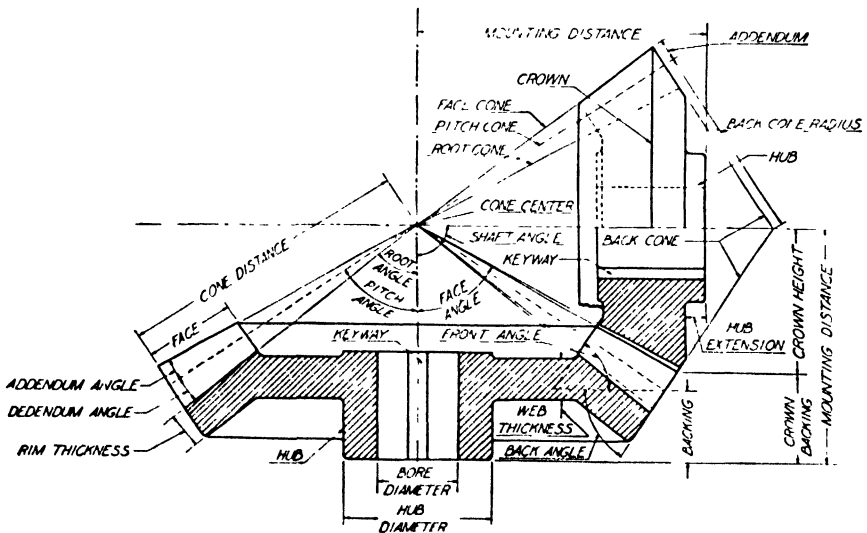 MOUNTING DISTANCE
ADDENDUM
CROWN
FACE CONE
PITCH CONE
ROOT CONE
BACK CONE RADIUS
HUB
CONE CENTER
SHAFT ANGLE
BACK CONE
KEYWAY
CONE DISTANCE
ROOT
ANGLE
PITCH
ANGLE
FACE
ANGLE
FACE
KEYWAY
FRONT ANGLE
HUB
EXTENSION
CROWN HEIGHT
MOUNTING DISTANCE
ADDENDUM ANGLE
DEDENDUM ANGLE
RIM THICKNESS
WEB
THICKNESS
BACKING
CROWN
BACKING
HUB
BACK ANGLE
BORE
DIAMETER
HUB
DIAMETER